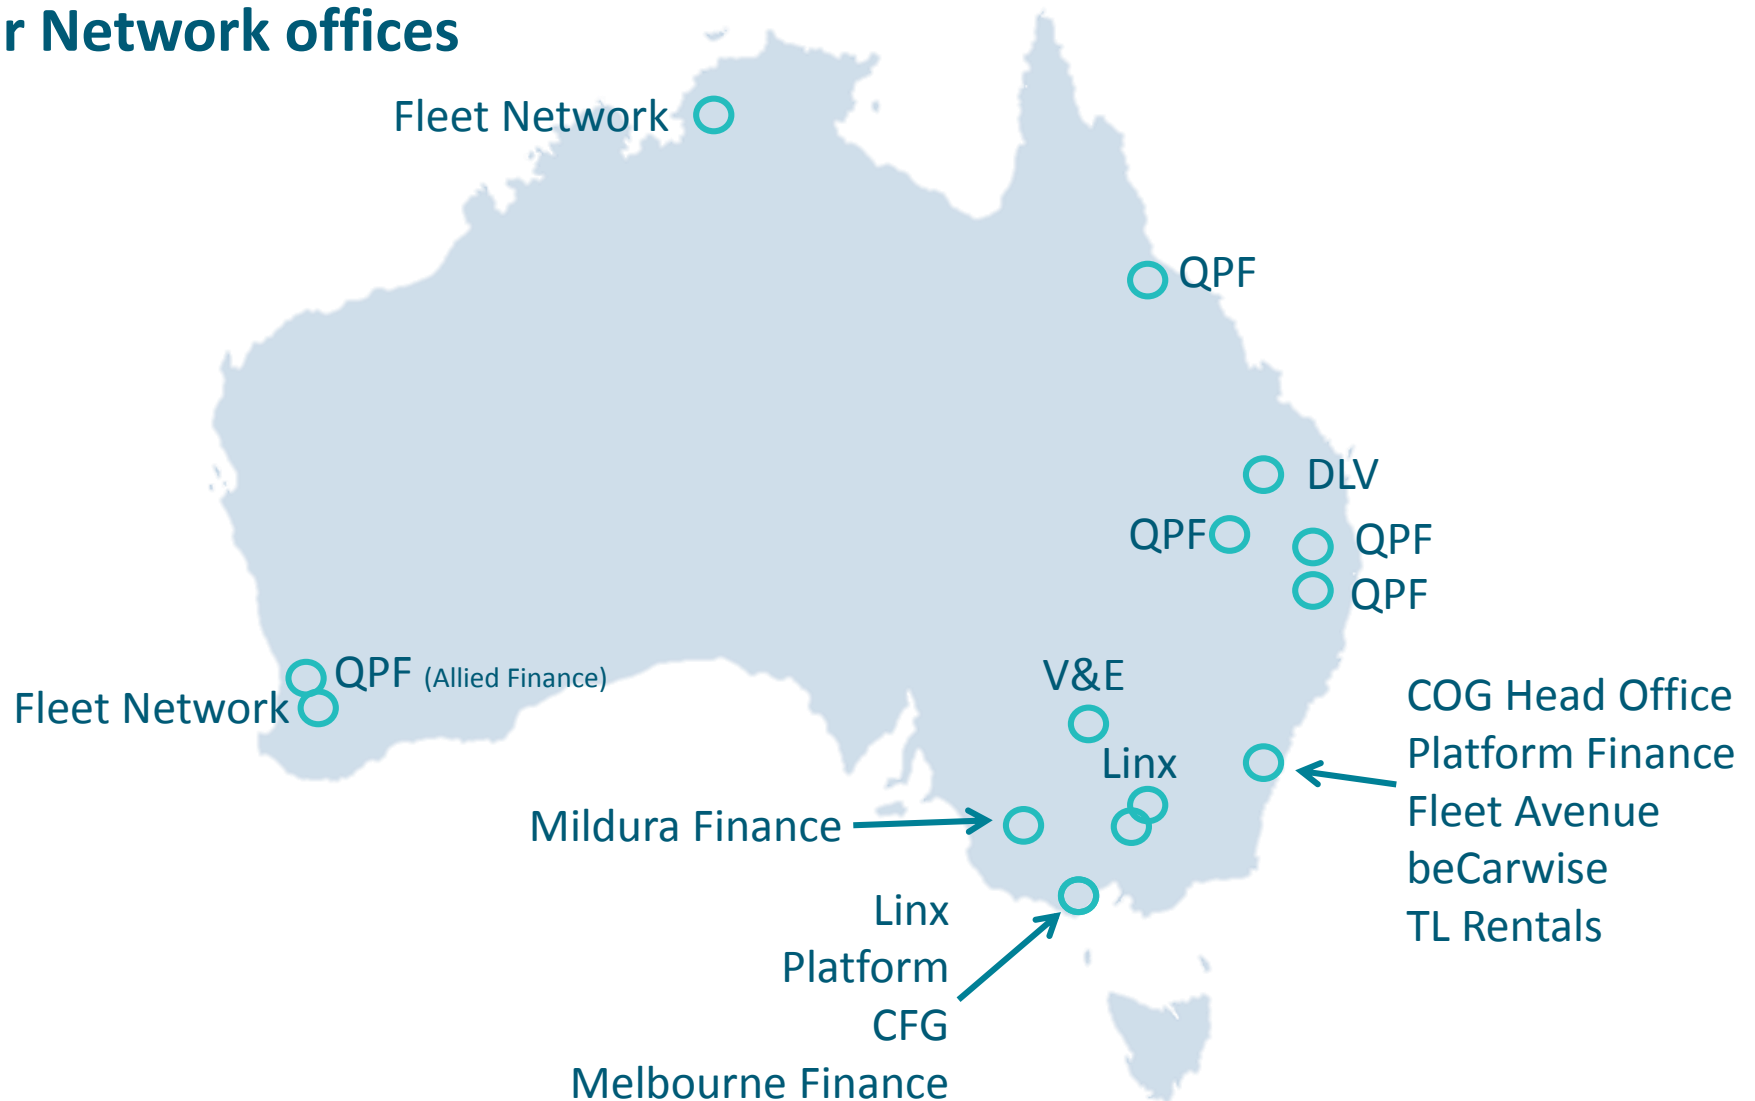 r Network offices
Fleet Network
QPF
DLV
QPF
QPF
QPF
QPF (Allied Finance)
Fleet Network
V&E
Linx
COG Head Office
Platform Finance
Fleet Avenue
beCarwise
TL Rentals
Mildura Finance
Linx
Platform
CFG
Melbourne Finance